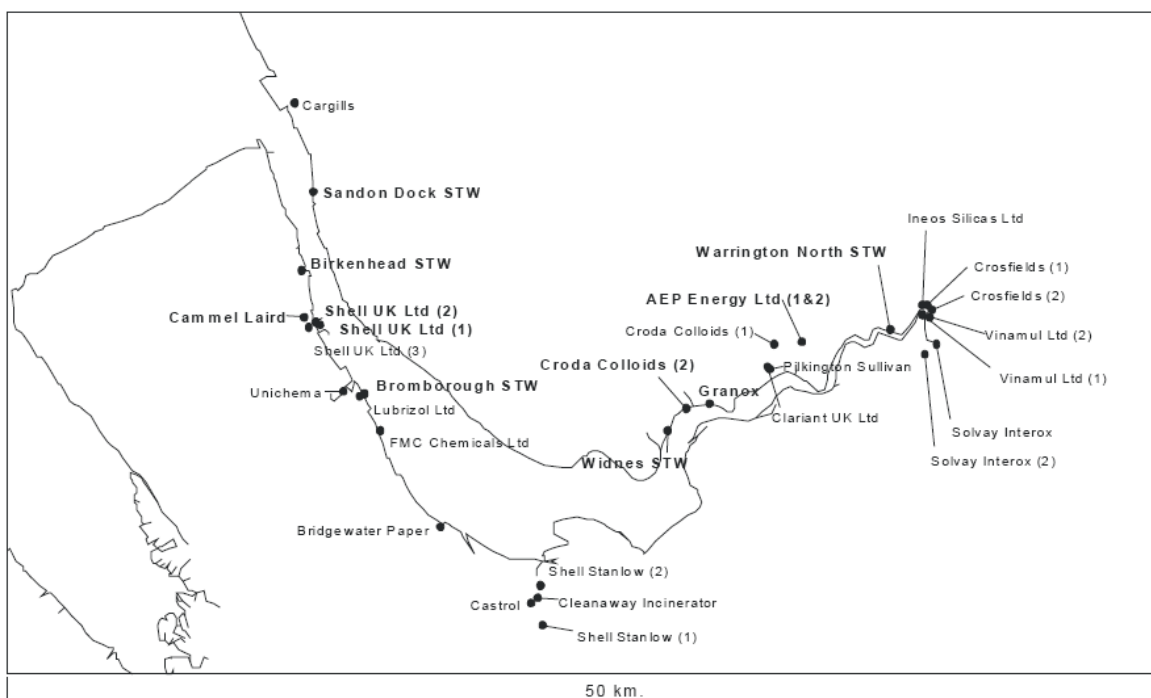 Cargills
Sandon Dock STW
Ineos Silicas Ltd
Warrington North STW
Crosfields (1)
Birkenhead STW
Crosfields (2)
AEP Energy Ltd (1&2)
Cammel Laird
Shell UK Ltd (2)
Shell UK Ltd (1)
Croda Colloids (1)
Vinamul Ltd (2)
Shell UK Ltd (3)
Croda Colloids (2)
Pilkington Sullivan
Vinamul Ltd (1)
Unichema
Bromborough STW
Granox
Lubrizol Ltd
Clariant UK Ltd
FMC Chemicals Ltd
Solvay Interox
Widnes STW
Solvay Interox (2)
Bridgewater Paper
Shell Stanlow (2)
Castrol
Cleanaway Incinerator
Shell Stanlow (1)
50 km.